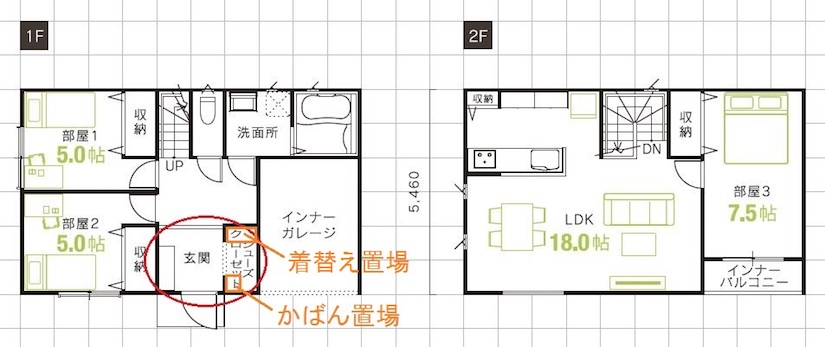 1F
2F
収納
部屋1
5.0帖
UP
洗面所
部屋2
5.0帖
収納
玄関
シューズ
クローゼット
インナー
ガレージ
着替え置場
かばん置場
5,460
収納
DN
収納
LDK
18.0帖
部屋3
7.5帖
インナー
バルコニー